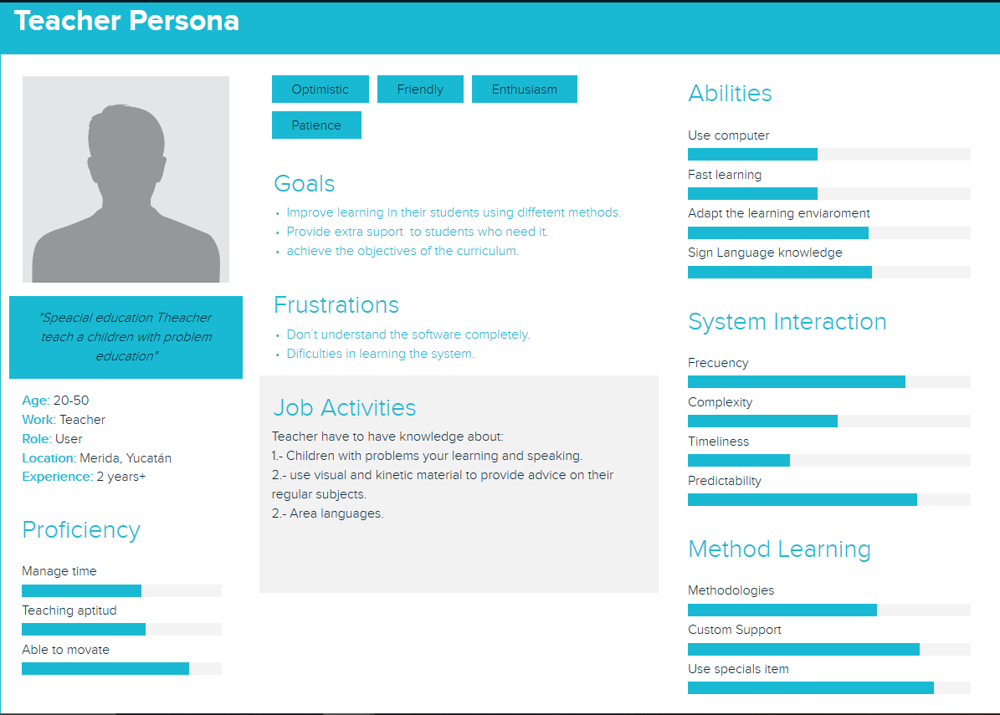 Teacher Persona
Optimistic
Friendly
Enthusiasm
Patience
"Speacial education Theacher
teach a children with problem
education"
Age: 20-50
Work: Teacher
Role: User
Location: Merida, Yucatán
Experience: 2 years+
Proficiency
Manage time
Teaching aptitud
Able to movate
Goals
• Improve learning in their students using diffetent methods.
• Provide extra suport  to students who need it.
• achieve the objectives of the curriculum.
Frustrations
• Don´t understand the software completely.
• Dificulties in learning the system.
Job Activities
Teacher have to have knowledge about:
1.- Children with problems your learning and speaking.
2.- use visual and kinetic material to provide advice on their
regular subjects.
2.- Area languages.
Abilities
Use computer
Fast learning
Adapt the learning enviaroment
Sign Language knowledge
System Interaction
Frecuency
Complexity
Timeliness
Predictability
Method Learning
Methodologies
Custom Support
Use specials item